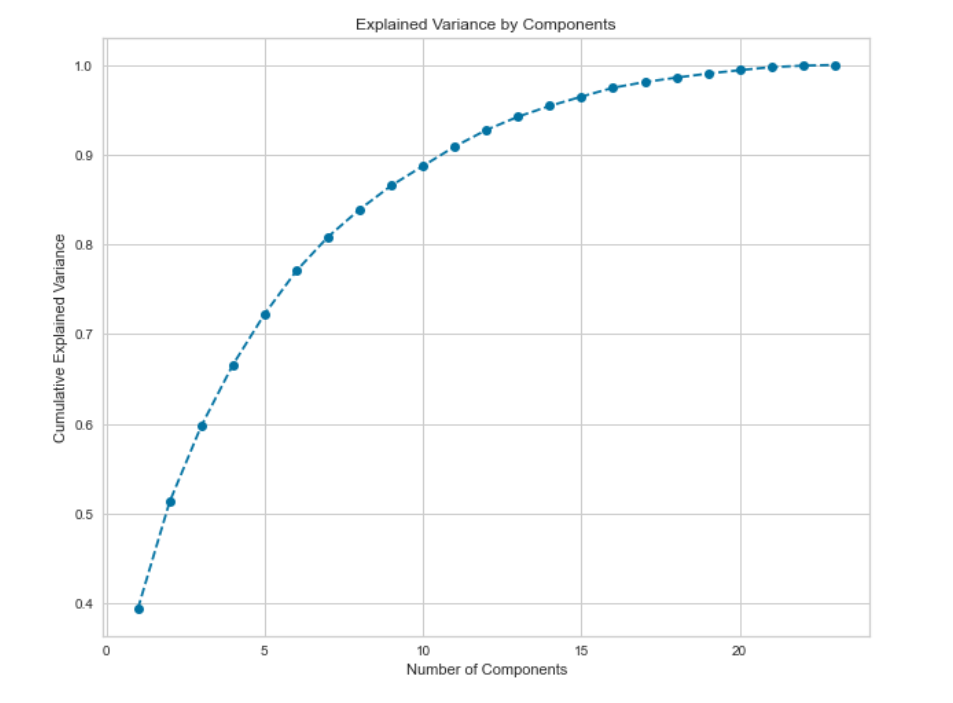 Explained Variance by Components
1.0
0.9
0.8
0.7
0.6
0.5
0.4
Cumulative Explained Variance
0 5 10 15 20
Number of Components